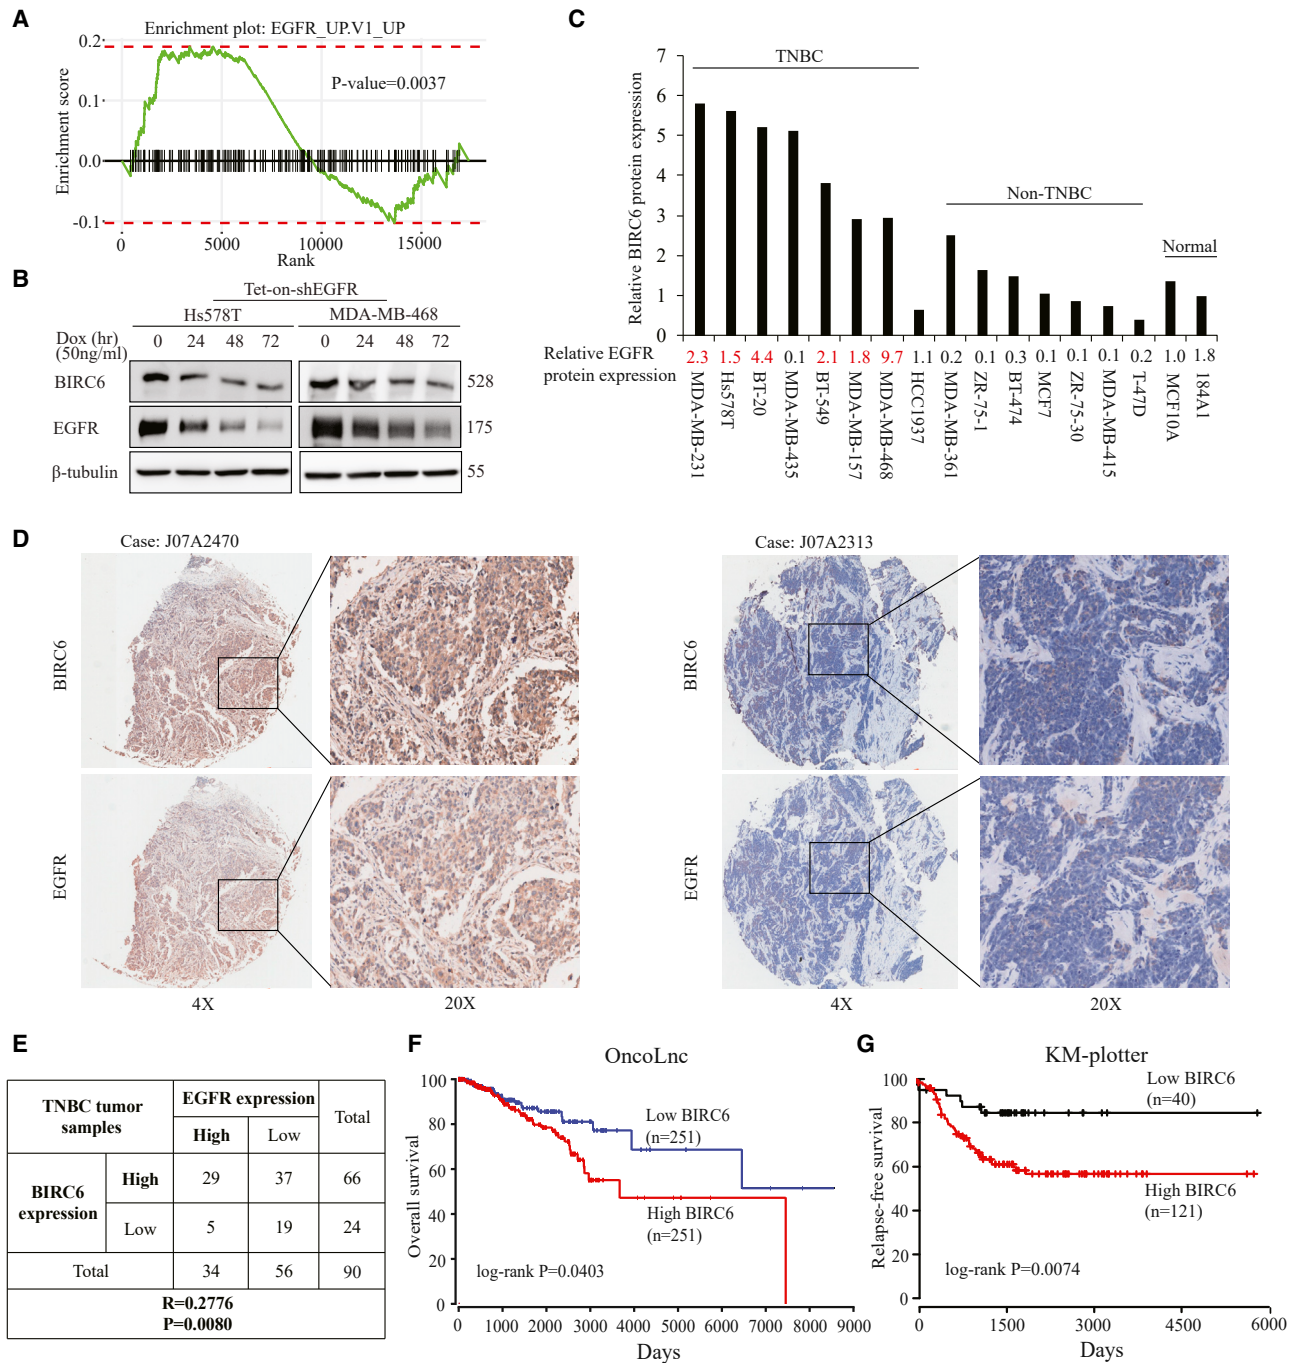 A
Enrichment plot: EGFR_UP.V1_UP
0.2
0.1
0.0
-0.1
Enrichment score
P-value=0.0037
0 5000 10000 15000
Rank
B
Tet-on-shEGFR
Hs578T MDA-MB-468
Dox (hr) 0 24 48 72 0 24 48 72
(50ng/ml)
BIRC6 528
EGFR 175
β-tubulin 55
C
Relative BIRC6 protein expression
7
6
5
4
3
2
1
0
TNBC
Non-TNBC
Normal
Relative EGFR
protein expression
2.3 1.5 4.4 0.1 2.1 1.8 9.7 1.1 0.2 0.1 0.3 0.1 0.1 0.1 0.2 1.0 1.8
MDA-MB-231
Hs578T
BT-20
MDA-MB-435
BT-549
MDA-MB-157
MDA-MB-468
HCC1937
MDA-MB-361
ZR-75-1
BT-474
MCF7
ZR-75-30
MDA-MB-415
T-47D
MCF10A
184A1
D
Case: J07A2470 Case: J07A2313
BIRC6 BIRC6
EGFR EGFR
4X 20X 4X 20X
E
TNBC tumor samples EGFR expression Total
High Low
BIRC6 expression High 29 37 66
Low 5 19 24
Total 34 56 90
R=0.2776
P=0.0080
F
OncoLnc
Overall survival
100
80
60
40
20
0
Low BIRC6
(n=251)
High BIRC6
(n=251)
log-rank P=0.0403
0 1000 2000 3000 4000 5000 6000 7000 8000 9000
Days
G
KM-plotter
Relapse-free survival
100
80
60
40
20
0
Low BIRC6
(n=40)
High BIRC6
(n=121)
log-rank P=0.0074
0 1500 3000 4500 6000
Days